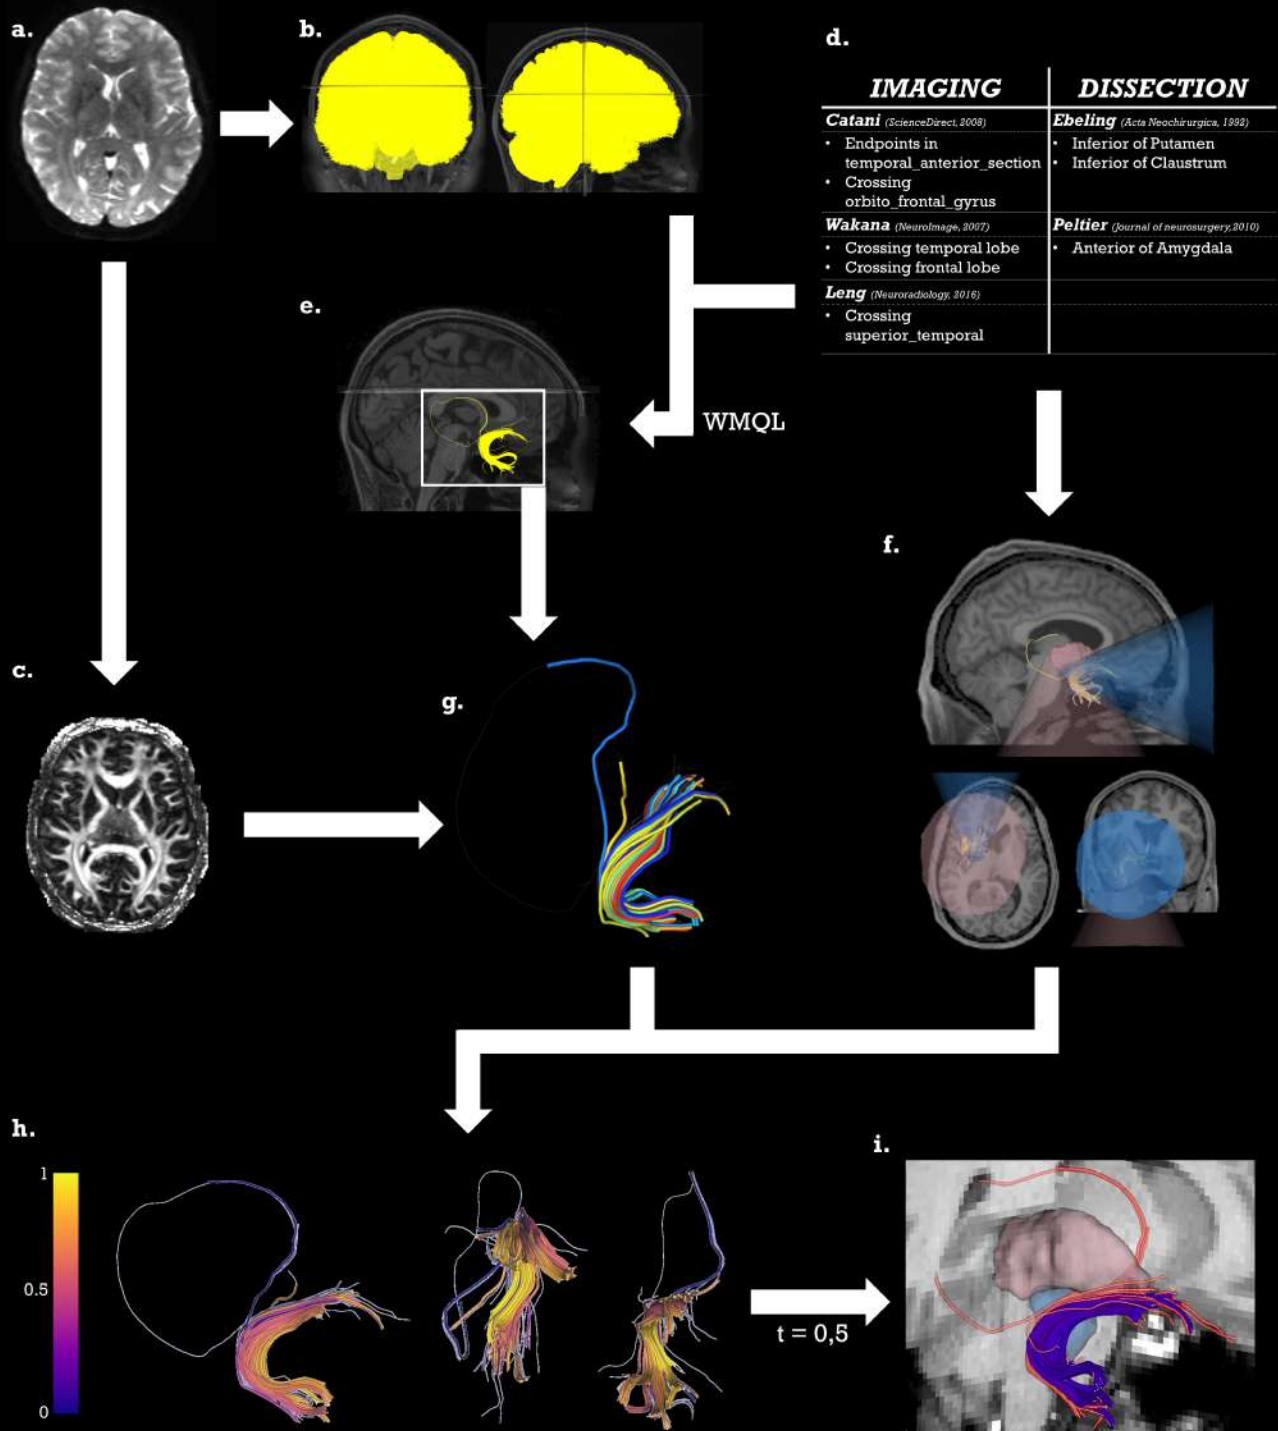 a.
b.
d.
IMAGING
DISSECTION
Catani (ScienceDirect, 2008)
Ebeling (Acta Neochirurgica, 1992)
• Endpoints in
temporal_anterior_section
• Crossing
orbito_frontal_gyrus
• Inferior of Putamen
• Inferior of Claustrum
Wakana (NeuroImage, 2007)
Peltier (Journal of neurosurgery, 2010)
• Crossing temporal lobe
• Crossing frontal lobe
• Anterior of Amygdala
Leng (Neuroradiology, 2016)
• Crossing
superior_temporal
e.
WMQL
f.
c.
g.
h.
1
0.5
0
t = 0,5
i.